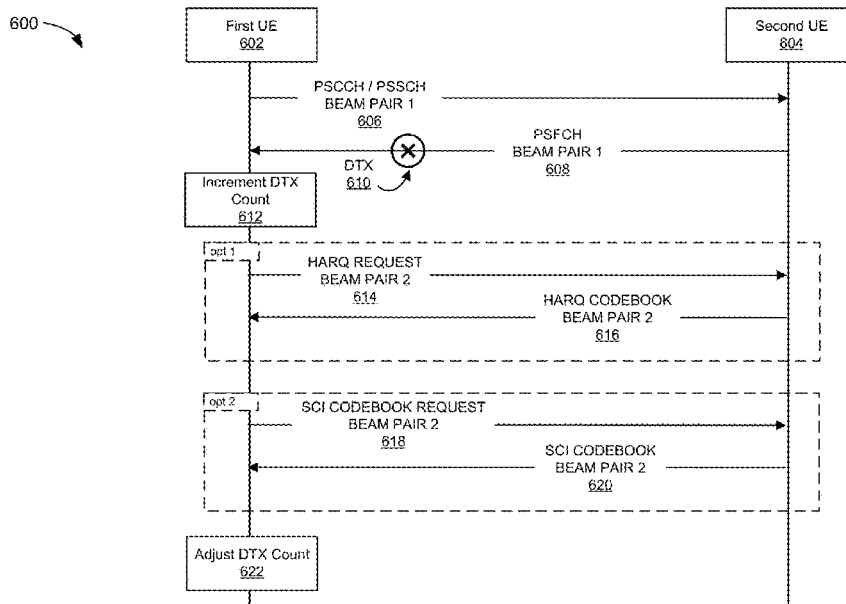 600
First UE
602
Second UE
604
PSCCH / PSSCH
BEAM PAIR 1
606
PSFCH
BEAM PAIR 1
608
DTX
610
Increment DTX
Count
612
opt 1
HARQ REQUEST
BEAM PAIR 2
614
HARQ CODEBOOK
BEAM PAIR 2
616
opt 2
SCI CODEBOOK REQUEST
BEAM PAIR 2
618
SCI CODEBOOK
BEAM PAIR 2
620
Adjust DTX Count
622